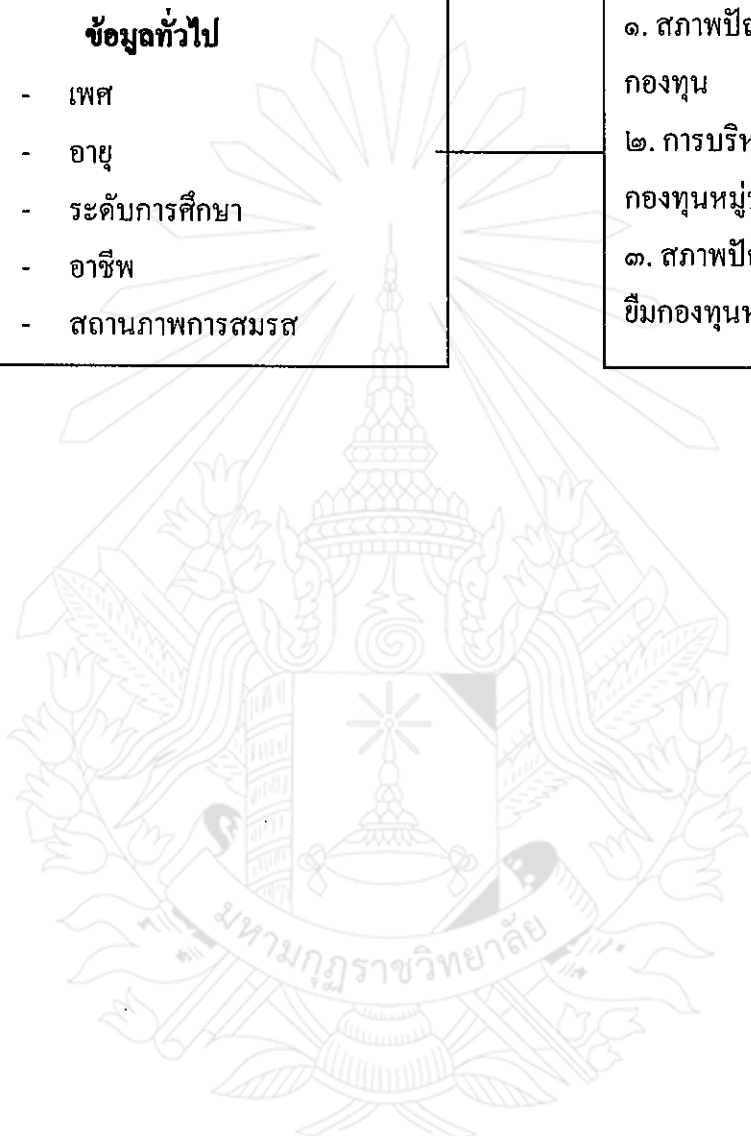 ข้อมูลทั่วไป
- เพศ
- อายุ
- ระดับการศึกษา
- อาชีพ
- สถานภาพการสมรส
๑. สภาพปั
กองทุน
๒. การบริห
กองทุนหมู่
๓. สภาพปั
ยืมกองทุน
มหามกุฏราชวิทยาลัย